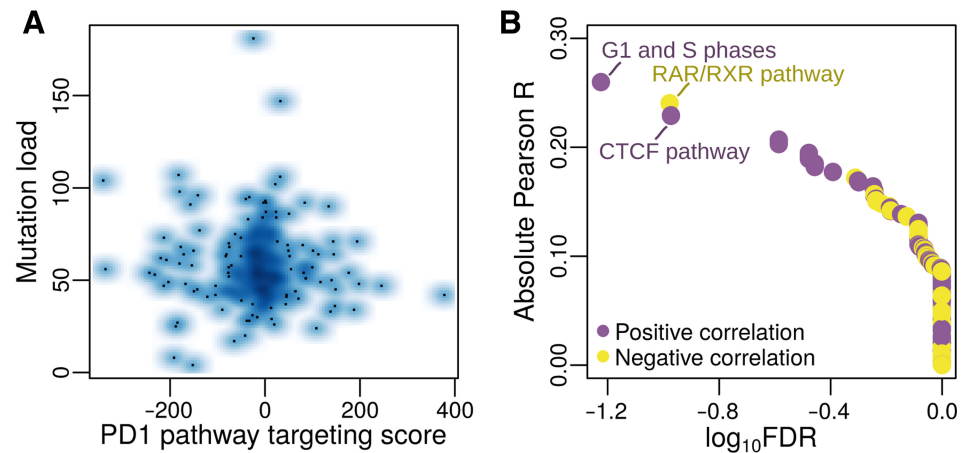 A
Mutation load
150
100
50
0
−200
0
200
400
PD1 pathway targeting score
B
Absolute Pearson R
0.30
0.20
0.10
0.00
G1 and S phases
RAR/RXR pathway
CTCF pathway
Positive correlation
Negative correlation
−1.2
−0.8
−0.4
0.0
log₁₀FDR